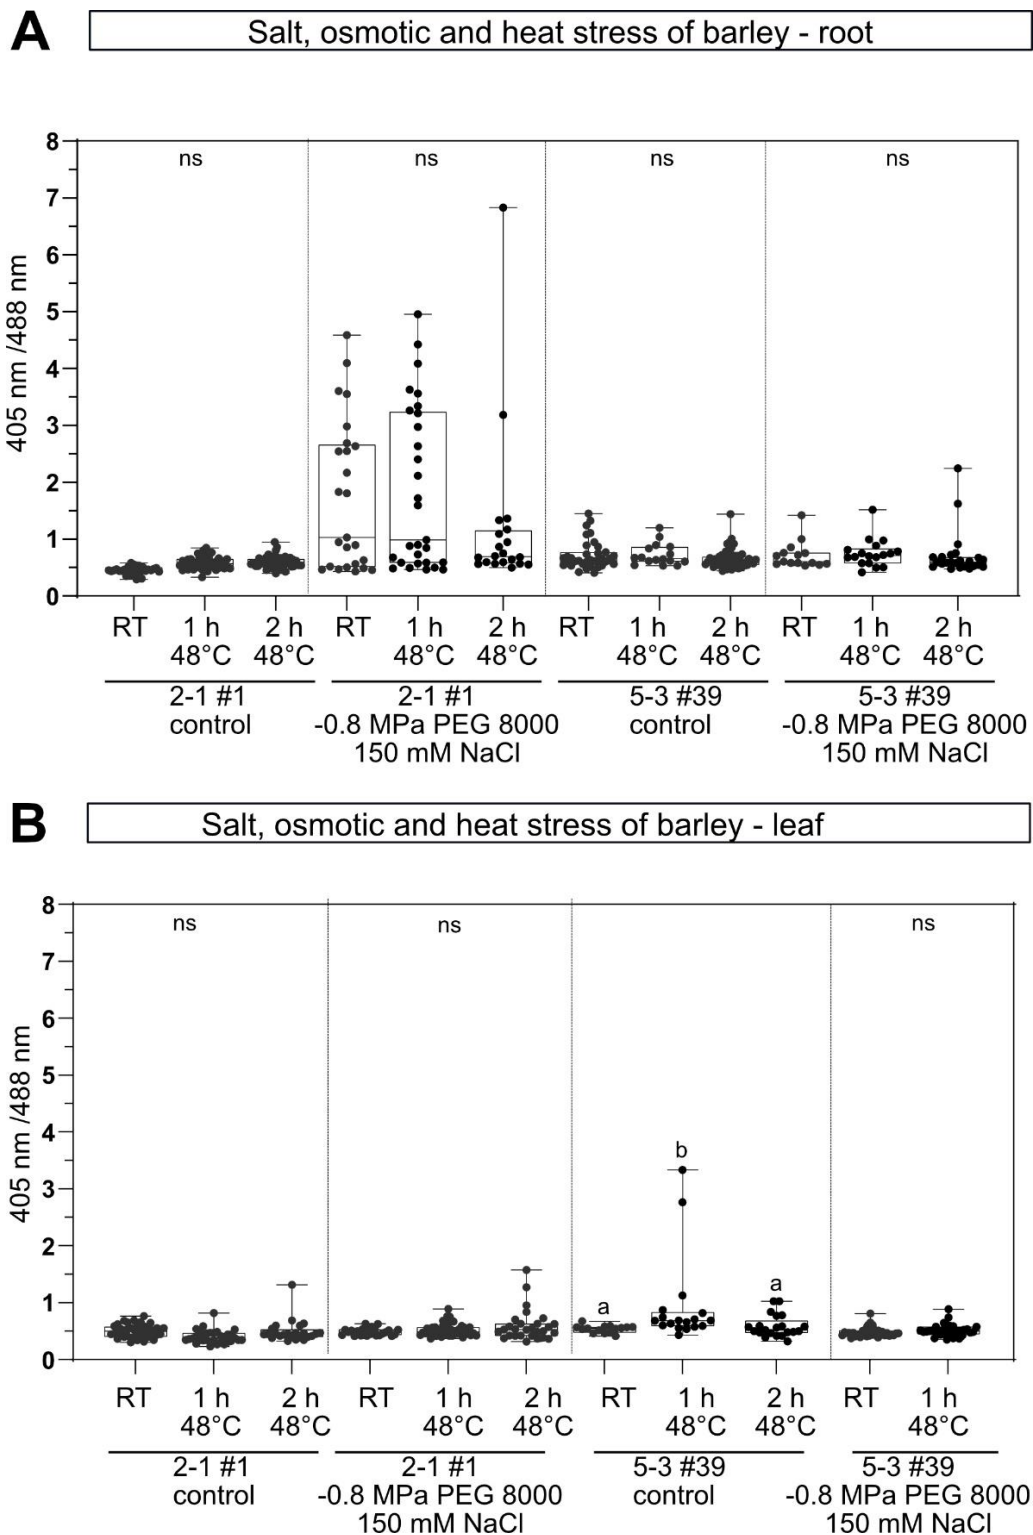 A
Salt, osmotic and heat stress of barley - root
ns ns ns ns
405 nm /488 nm
8
7
6
5
4
3
2
1
0
RT 1 h 2 h RT 1 h 2 h RT 1 h 2 h RT 1 h 2 h
48°C 48°C 48°C 48°C 48°C 48°C 48°C 48°C
2-1 #1 2-1 #1 5-3 #39 5-3 #39
control -0.8 MPa PEG 8000 control -0.8 MPa PEG 8000
150 mM NaCl 150 mM NaCl
B
Salt, osmotic and heat stress of barley - leaf
ns ns ns
405 nm /488 nm
8
7
6
5
4
3
2
1
0
b
a a
RT 1 h 2 h RT 1 h 2 h RT 1 h 2 h RT 1 h
48°C 48°C 48°C 48°C 48°C 48°C 48°C
2-1 #1 2-1 #1 5-3 #39 5-3 #39
control -0.8 MPa PEG 8000 control -0.8 MPa PEG 8000
150 mM NaCl 150 mM NaCl